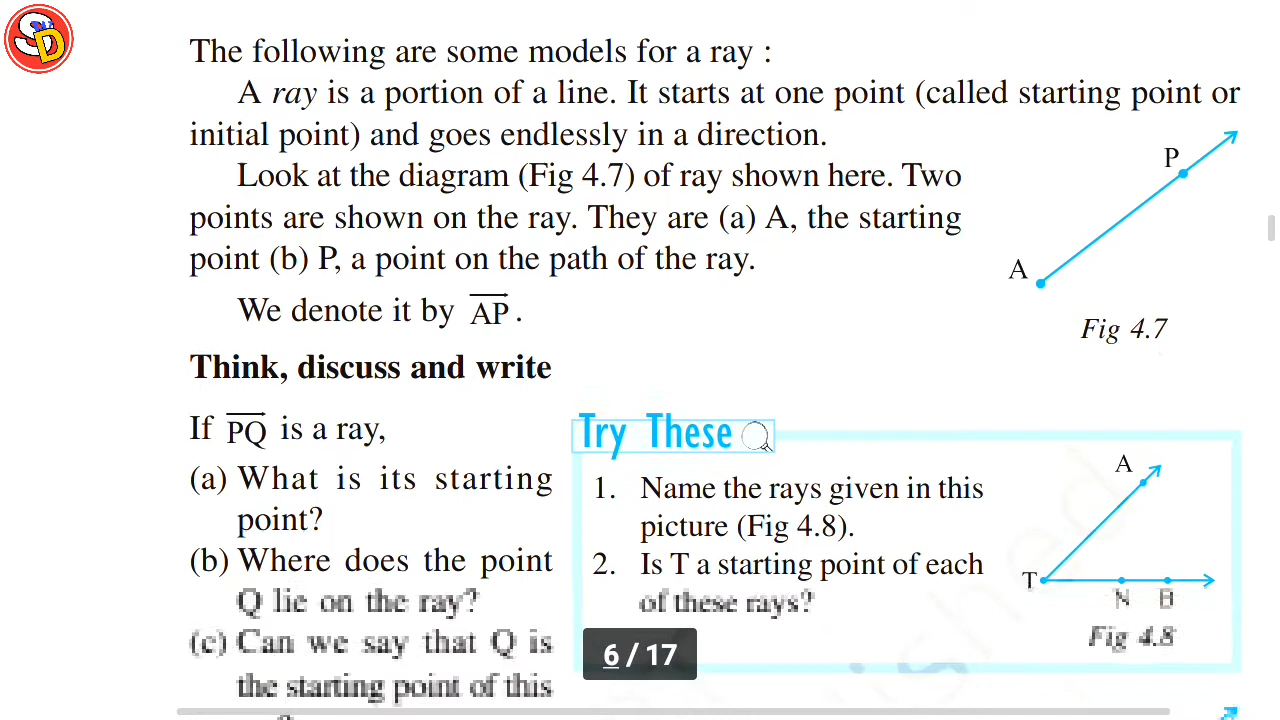 SD
The following are some models for a ray :
A ray is a portion of a line. It starts at one point (called starting point or
initial point) and goes endlessly in a direction.
Look at the diagram (Fig 4.7) of ray shown here. Two
points are shown on the ray. They are (a) A, the starting
point (b) P, a point on the path of the ray.
We denote it by AP.
P
A
Fig 4.7
Think, discuss and write
If PQ is a ray,
(a) What is its starting
point?
(b) Where does the point
Q lie on the ray?
(c) Can we say that Q is
the starting point of this
Try These
1. Name the rays given in this
picture (Fig 4.8).
2. Is T a starting point of each
of these rays?
A
T
N B
Fig 4.8
6 / 17